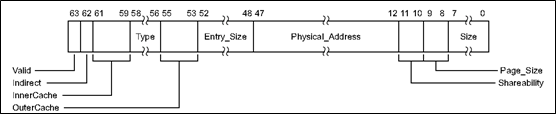 63 62 61 59 58 56 55 53 52 48 47 12 11 10 9 8 7 0
Type Entry_Size Physical_Address Size
Valid
Indirect
InnerCache
OuterCache
Page_Size
Shareability